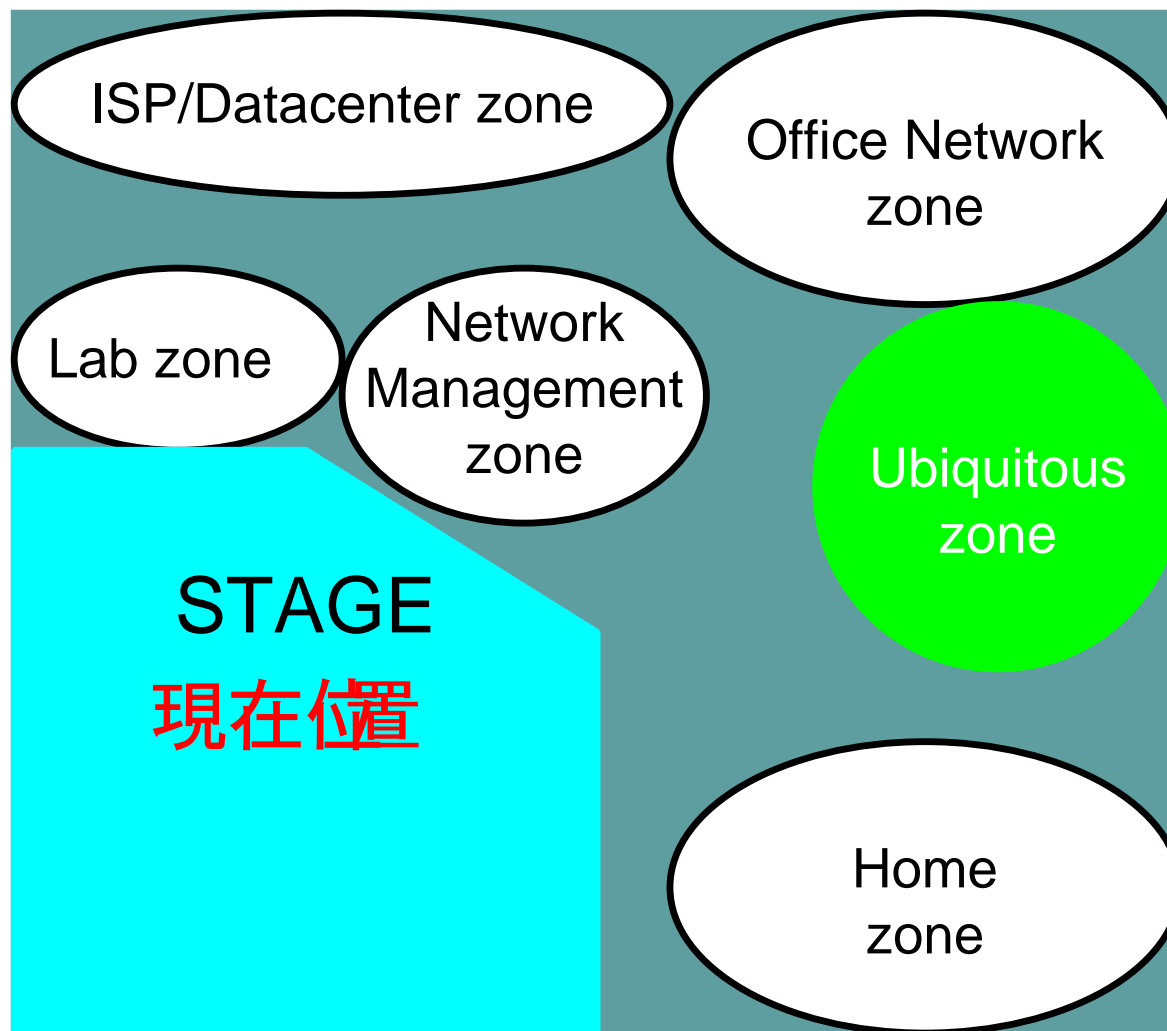 ISP/Datacenter zone
Office Network
zone
Lab zone
Network
Management
zone
Ubiquitous
zone
STAGE
現在位置
Home
zone